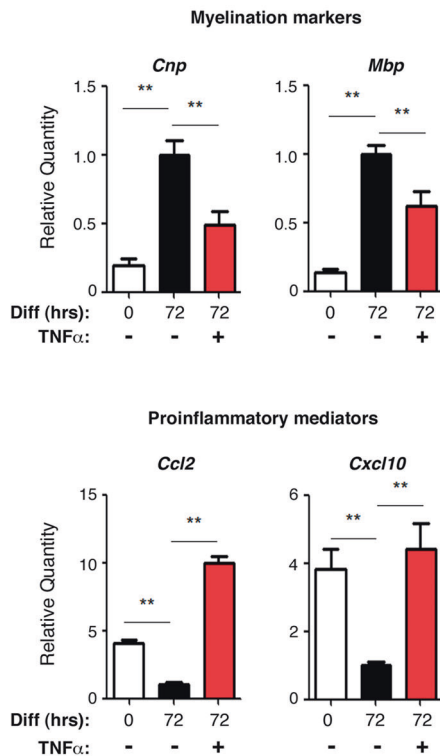 Myelination markers
Cnp
Mbp
Relative Quantity
1.5
1.0
0.5
0
**
**
1.5
1.0
0.5
0
**
**
Diff (hrs): 0 72 72 0 72 72
TNFα: - - + - - +
Proinflammatory mediators
Ccl2
Cxcl10
Relative Quantity
15
10
5
0
**
**
6
4
2
0
**
**
Diff (hrs): 0 72 72 0 72 72
TNFα: - - + - - +